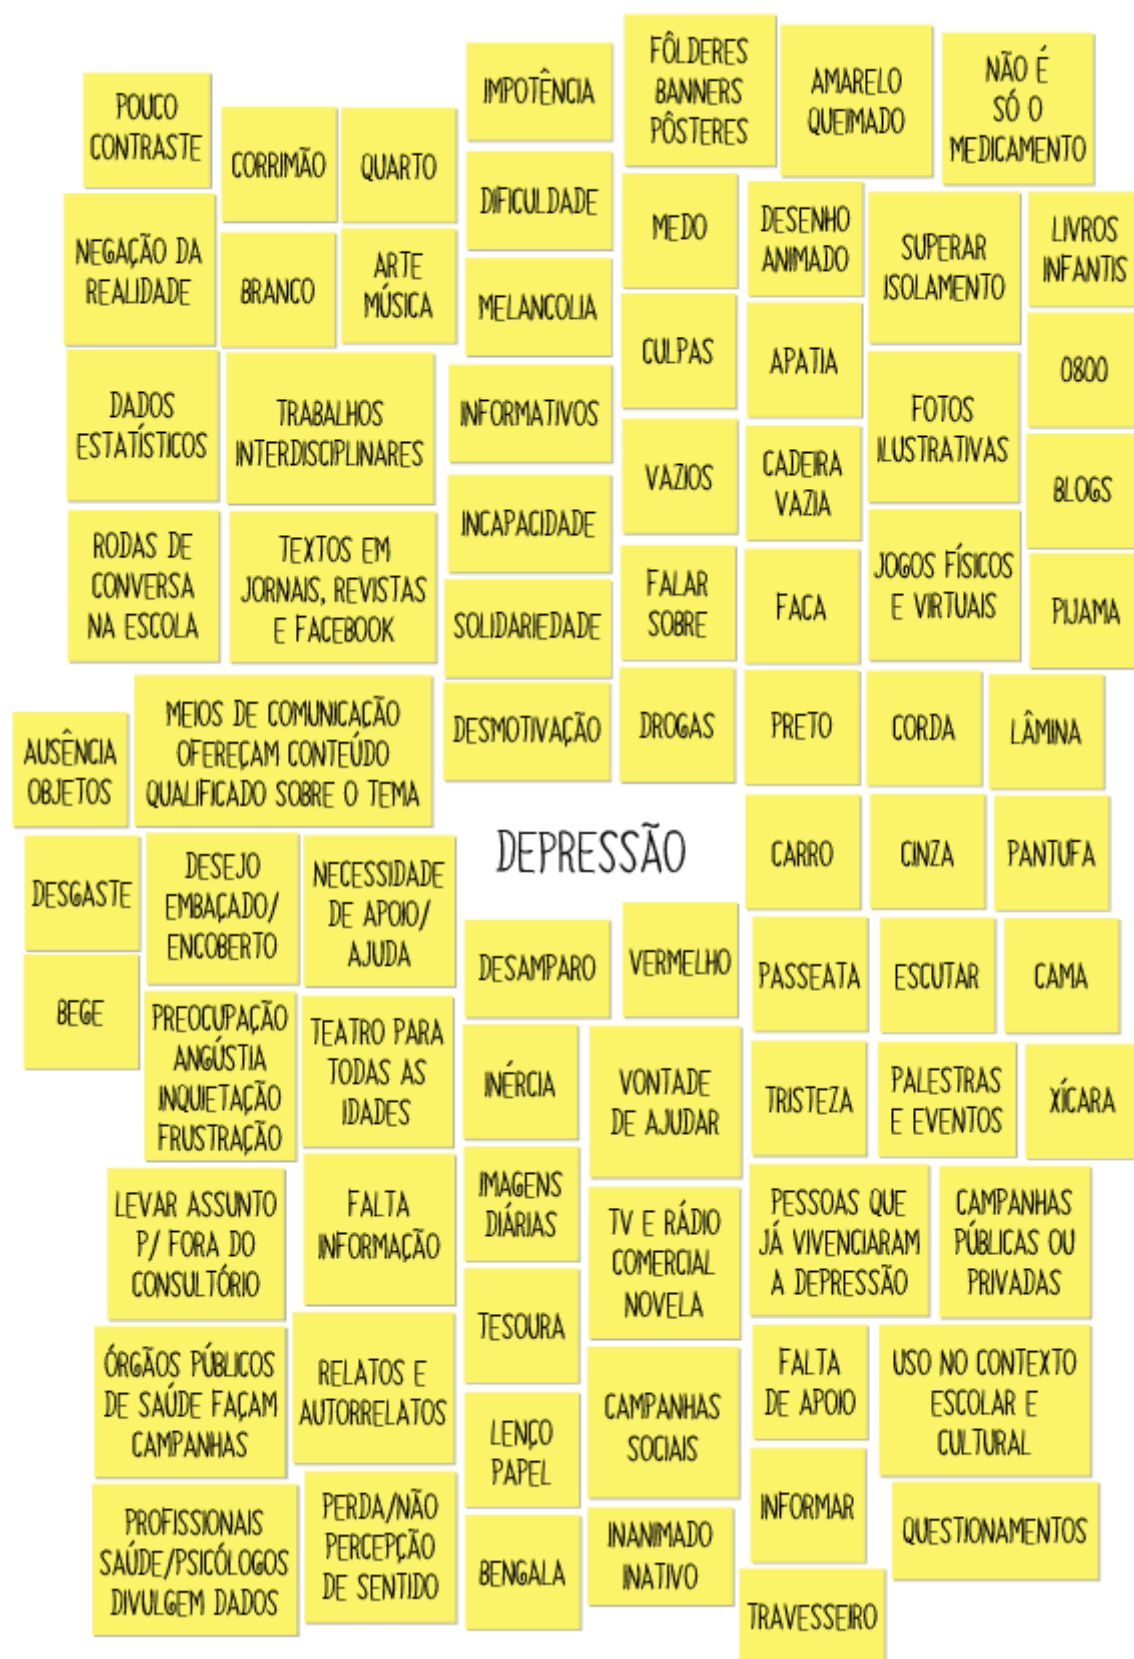 FÔLDERES
BANNERS
PÔSTERES
AMARELO
QUEIMADO
NÃO É
SÓ O
MEDICAMENTO
IMPOTÊNCIA
POUCO
CONTRASTE
CORRIMÃO
QUARTO
DIFICULDADE
MEDO
DESENHO
ANIMADO
SUPERAR
ISOLAMENTO
LIVROS
INFANTIS
NEGAÇÃO DA
REALIDADE
BRANCO
ARTE
MÚSICA
MELANCOLIA
CULPAS
APATIA
0800
DADOS
ESTATÍSTICOS
TRABALHOS
INTERDISCIPLINARES
INFORMATIVOS
VAZIOS
CADEIRA
VAZIA
FOTOS
ILUSTRATIVAS
BLOGS
RODAS DE
CONVERSA
NA ESCOLA
TEXTOS EM
JORNAIS, REVISTAS
E FACEBOOK
INCAPACIDADE
SOLIDARIEDADE
FALAR
SOBRE
FACA
JOGOS FÍSICOS
E VIRTUAIS
PIJAMA
AUSÊNCIA
OBJETOS
MEIOS DE COMUNICAÇÃO
OFEREÇAM CONTEÚDO
QUALIFICADO SOBRE O TEMA
DESMOTIVAÇÃO
DROGAS
PRETO
CORDA
LÂMINA
DEPRESSÃO
CARRO
CINZA
PANTUFA
DESGASTE
DESEJO
EMBAÇADO/
ENCOBERTO
NECESSIDADE
DE APOIO/
AJUDA
DESAMPARO
VERMELHO
PASSEATA
ESCUTAR
CAMA
BEGE
PREOCUPAÇÃO
ANGÚSTIA
INQUIETAÇÃO
FRUSTRAÇÃO
TEATRO PARA
TODAS AS
IDADES
INÉRCIA
VONTADE
DE AJUDAR
TRISTEZA
PALESTRAS
E EVENTOS
XÍCARA
LEVAR ASSUNTO
P/ FORA DO
CONSULTÓRIO
FALTA
INFORMAÇÃO
IMAGENS
DIÁRIAS
TV E RÁDIO
COMERCIAL
NOVELA
PESSOAS QUE
JÁ VIVENCIARAM
A DEPRESSÃO
CAMPANHAS
PÚBLICAS OU
PRIVADAS
TESOURA
ÓRGÃOS PÚBLICOS
DE SAÚDE FAÇAM
CAMPANHAS
RELATOS E
AUTORRELATOS
LENÇO
PAPEL
CAMPANHAS
SOCIAIS
FALTA
DE APOIO
USO NO CONTEXTO
ESCOLAR E
CULTURAL
PROFISSIONAIS
SAÚDE/PSICÓLOGOS
DIVULGEM DADOS
PERDA/NÃO
PERCEPÇÃO
DE SENTIDO
BENGALA
INANIMADO
INATIVO
INFORMAR
QUESTIONAMENTOS
TRAVESSEIRO